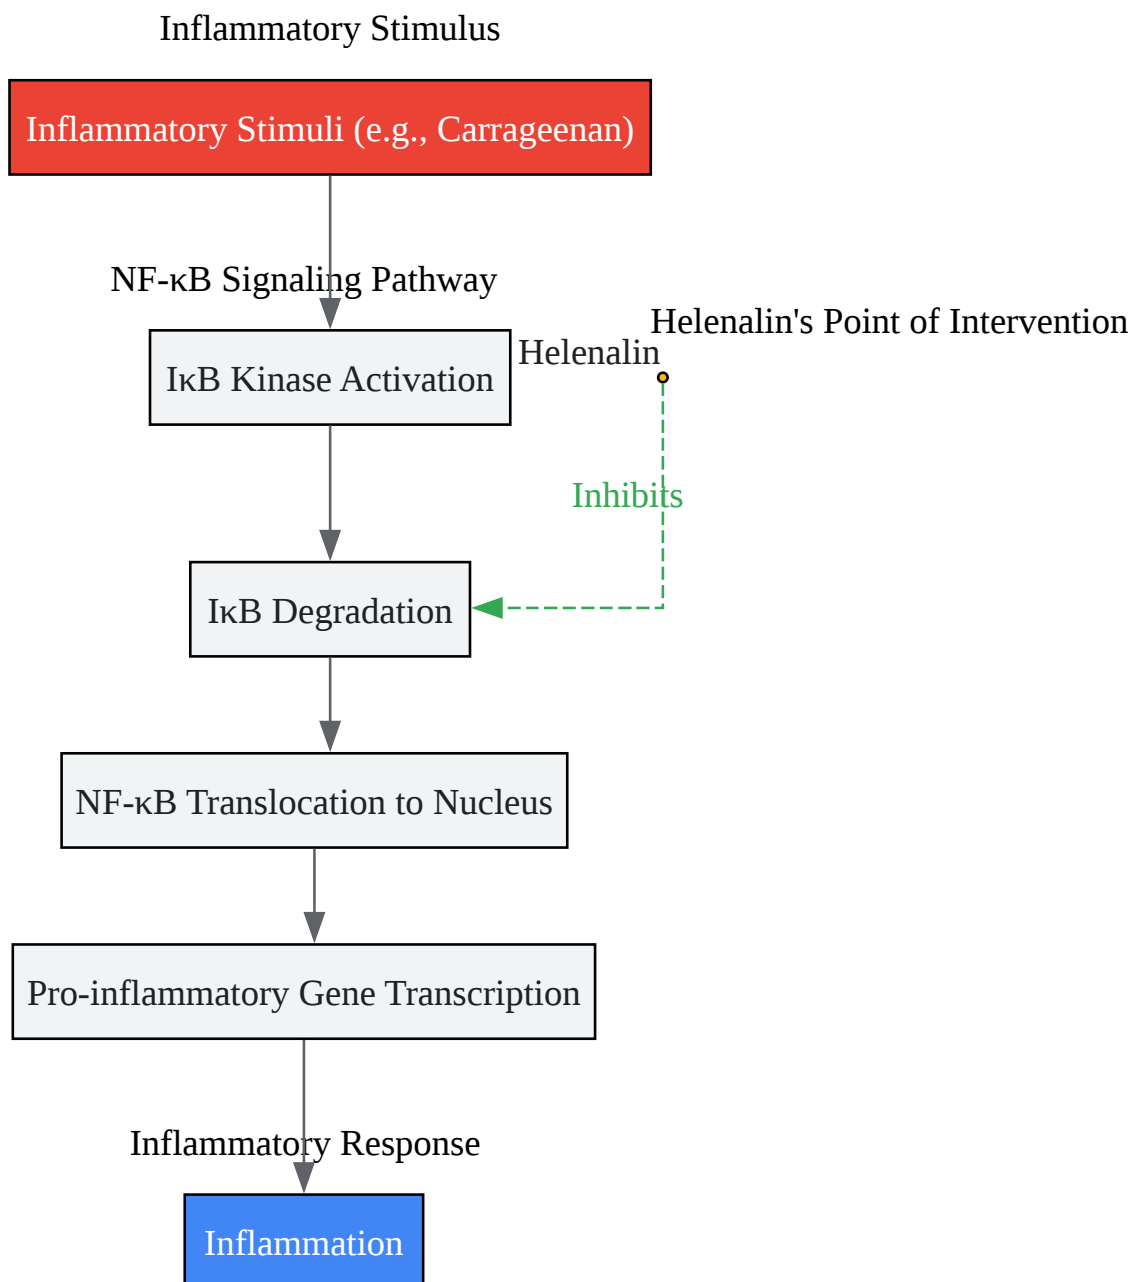 Inflammatory Stimulus
Inflammatory Stimuli (e.g., Carrageenan)
NF-κB Signaling Pathway
Helenalin's Point of Intervention
Helenalin
IκB Kinase Activation
Inhibits
IκB Degradation
NF-κB Translocation to Nucleus
Pro-inflammatory Gene Transcription
Inflammatory Response
Inflammation